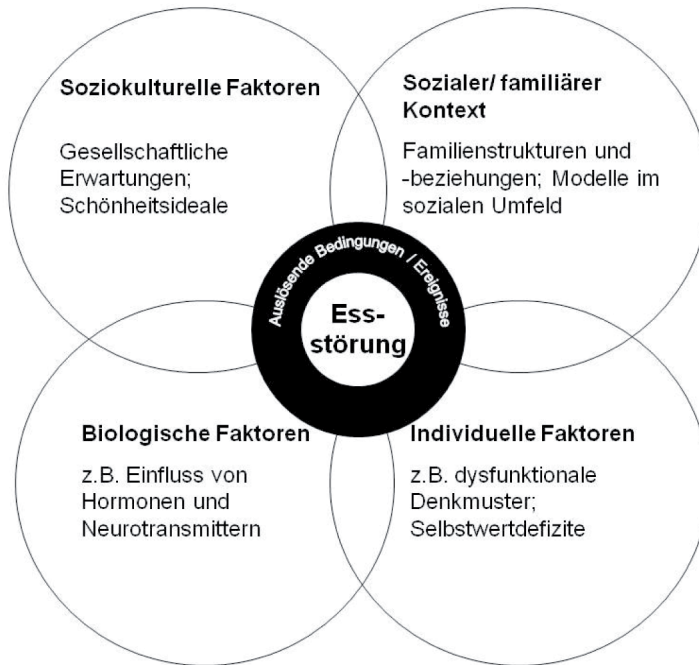 Soziokulturelle Faktoren
Gesellschaftliche
Erwartungen;
Schönheitsideale
Sozialer/ familiärer
Kontext
Familienstrukturen und
-beziehungen; Modelle im
sozialen Umfeld
Auslösende Bedingungen / Ereignisse
Ess-
störung
Biologische Faktoren
z.B. Einfluss von
Hormonen und
Neurotransmittern
Individuelle Faktoren
z.B. dysfunktionale
Denkmuster;
Selbstwertdefizite